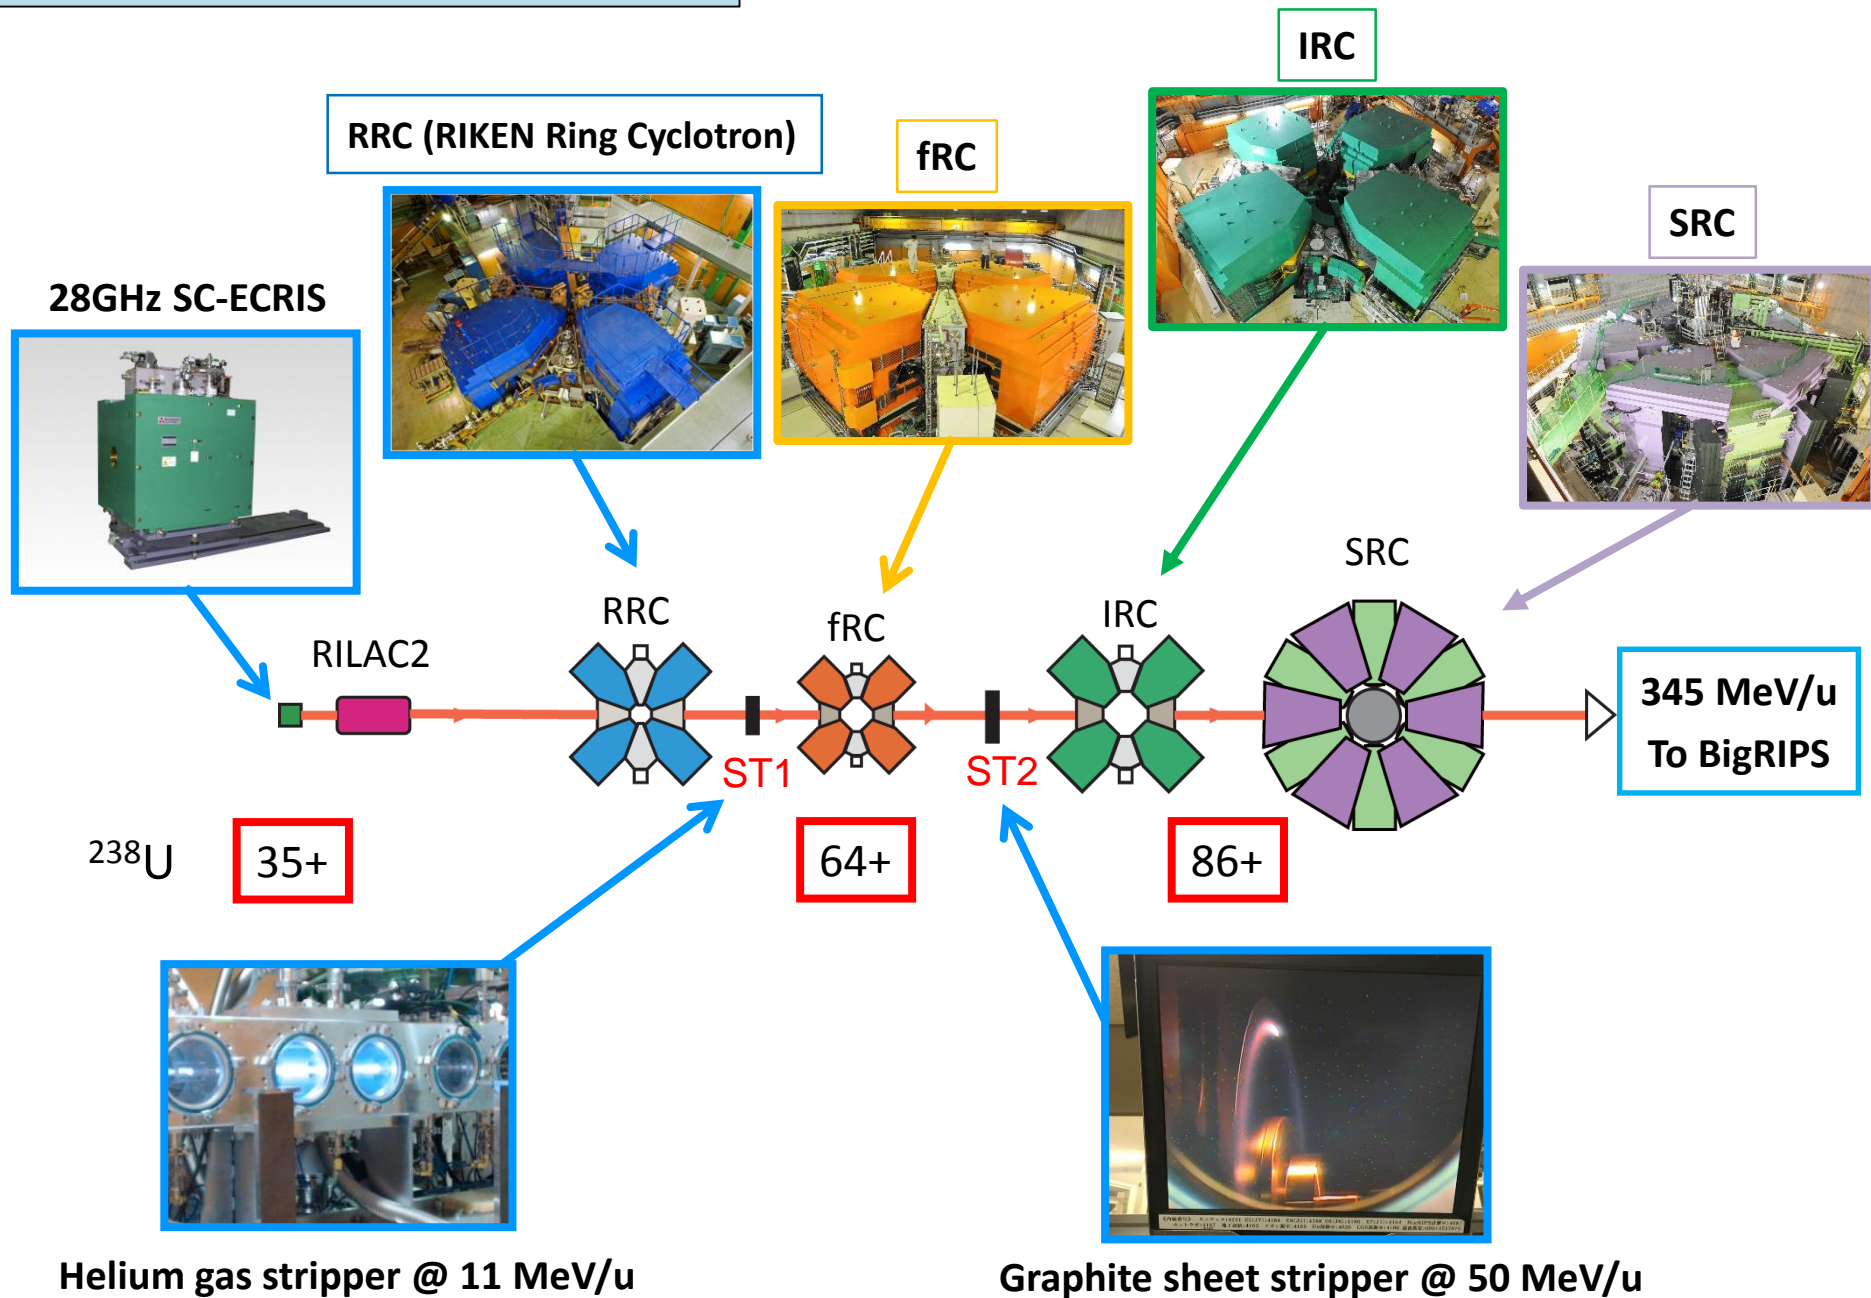 IRC
RRC (RIKEN Ring Cyclotron)
fRC
SRC
28GHz SC-ECRIS
SRC
RRC
fRC
IRC
RILAC2
345 MeV/u
To BigRIPS
ST1
ST2
²³⁸U
35+
64+
86+
Helium gas stripper @ 11 MeV/u
Graphite sheet stripper @ 50 MeV/u